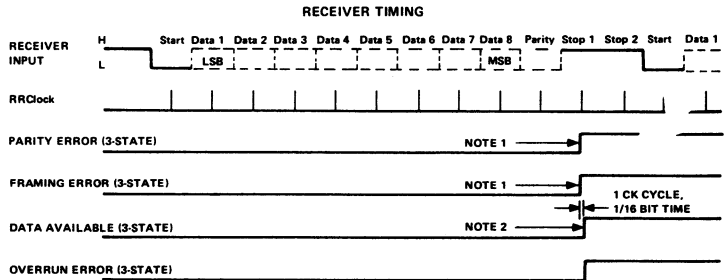 RECEIVER TIMING
Start Data 1 Data 2 Data 3 Data 4 Data 5 Data 6 Data 7 Data 8 Parity Stop 1 Stop 2 Start Data 1
RECEIVER INPUT
H
L
LSB
MSB
RRClock
PARITY ERROR (3-STATE)
NOTE 1
FRAMING ERROR (3-STATE)
NOTE 1
1 CK CYCLE,
1/16 BIT TIME
DATA AVAILABLE (3-STATE)
NOTE 2
OVERRUN ERROR (3-STATE)